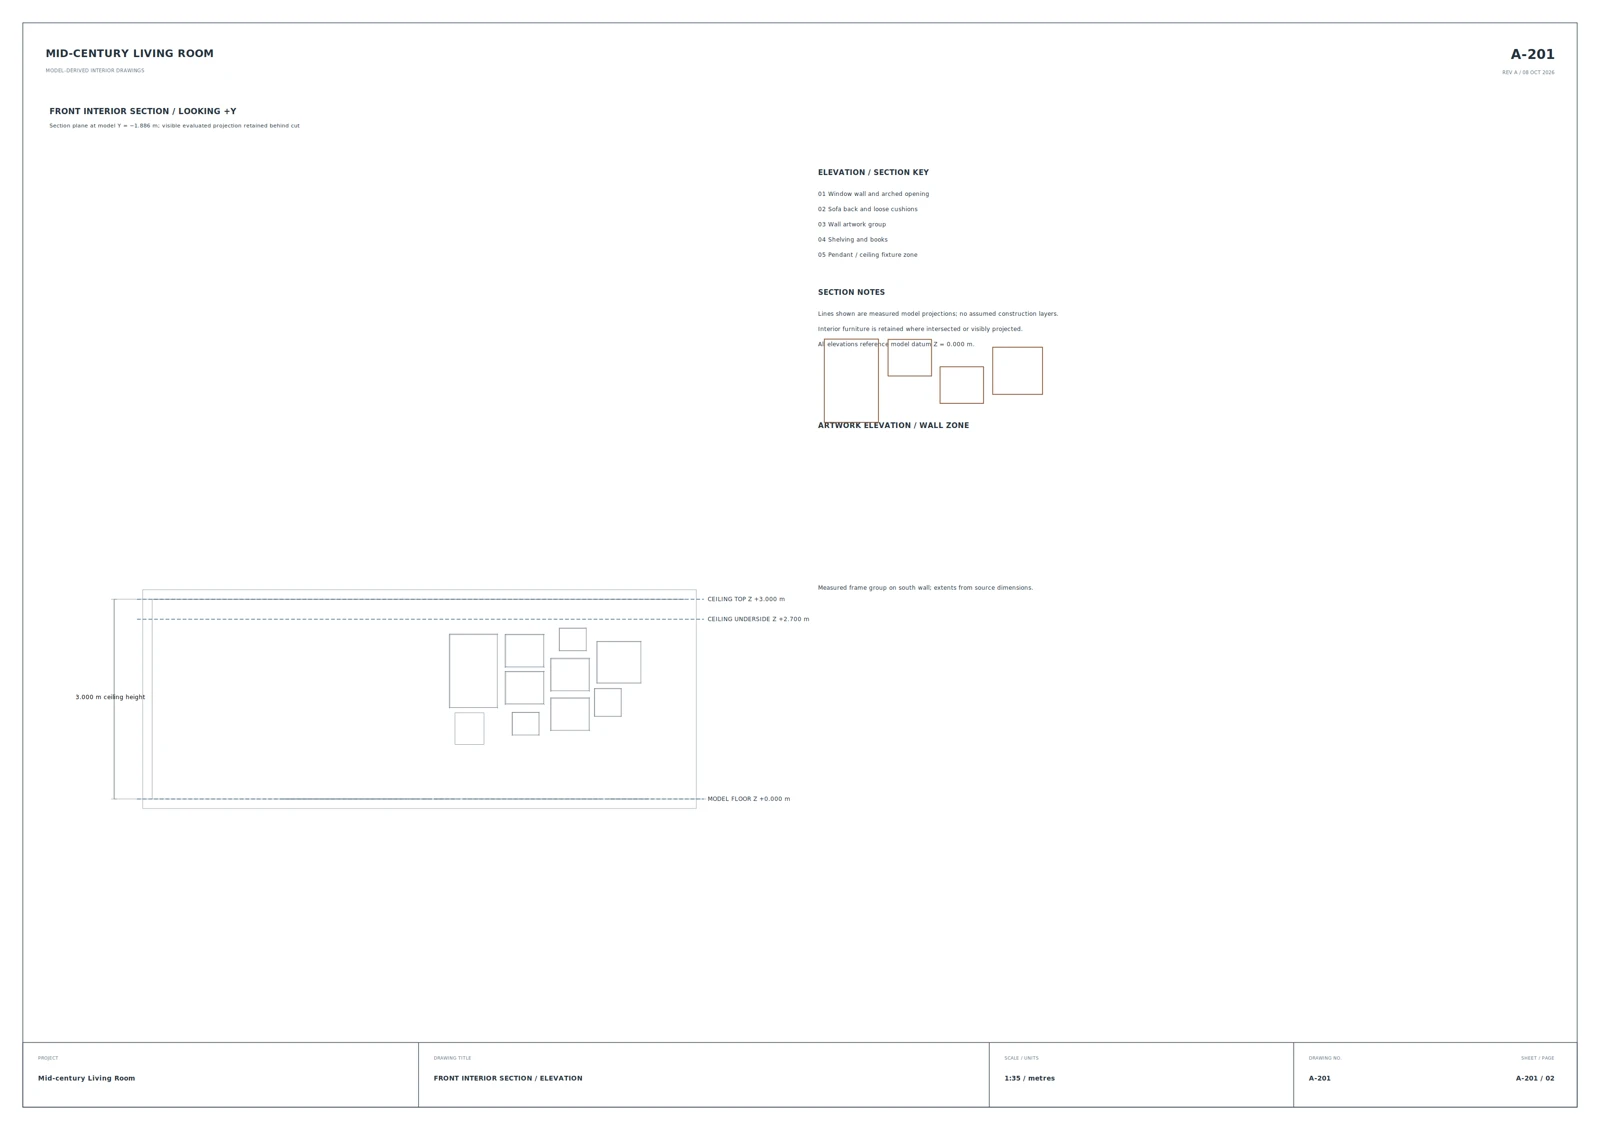 MID-CENTURY LIVING ROOM
MODEL-DERIVED INTERIOR DRAWINGS
A-201
REV A / 08 OCT 2026
FRONT INTERIOR SECTION / LOOKING +Y
Section plane at model Y = −1.886 m; visible evaluated projection retained behind cut
ELEVATION / SECTION KEY
01 Window wall and arched opening
02 Sofa back and loose cushions
03 Wall artwork group
04 Shelving and books
05 Pendant / ceiling fixture zone
SECTION NOTES
Lines shown are measured model projections; no assumed construction layers.
Interior furniture is retained where intersected or visibly projected.
All elevations reference model datum Z = 0.000 m.
ARTWORK ELEVATION / WALL ZONE
Measured frame group on south wall; extents from source dimensions.
CEILING TOP Z +3.000 m
CEILING UNDERSIDE Z +2.700 m
3.000 m ceiling height
MODEL FLOOR Z +0.000 m
PROJECT
Mid-century Living Room
DRAWING TITLE
FRONT INTERIOR SECTION / ELEVATION
SCALE / UNITS
1:35 / metres
DRAWING NO.
A-201
SHEET / PAGE
A-201 / 02